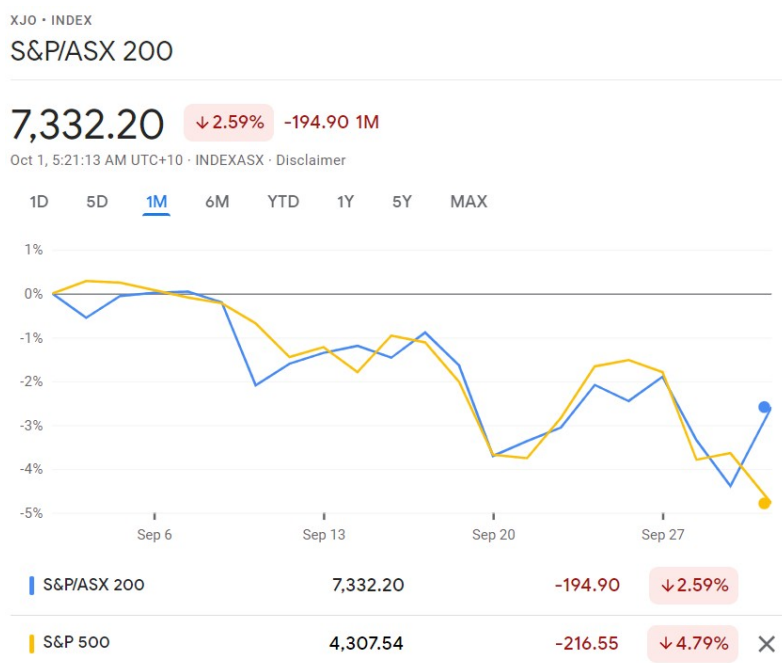 XJO • INDEX
S&P/ASX 200
7,332.20 ↓2.59% -194.90 1M
Oct 1, 5:21:13 AM UTC+10 · INDEXASX · Disclaimer
1D 5D 1M 6M YTD 1Y 5Y MAX
1%
0%
-1%
-2%
-3%
-4%
-5%
Sep 6 Sep 13 Sep 20 Sep 27
S&P/ASX 200 7,332.20 -194.90 ↓2.59%
S&P 500 4,307.54 -216.55 ↓4.79%